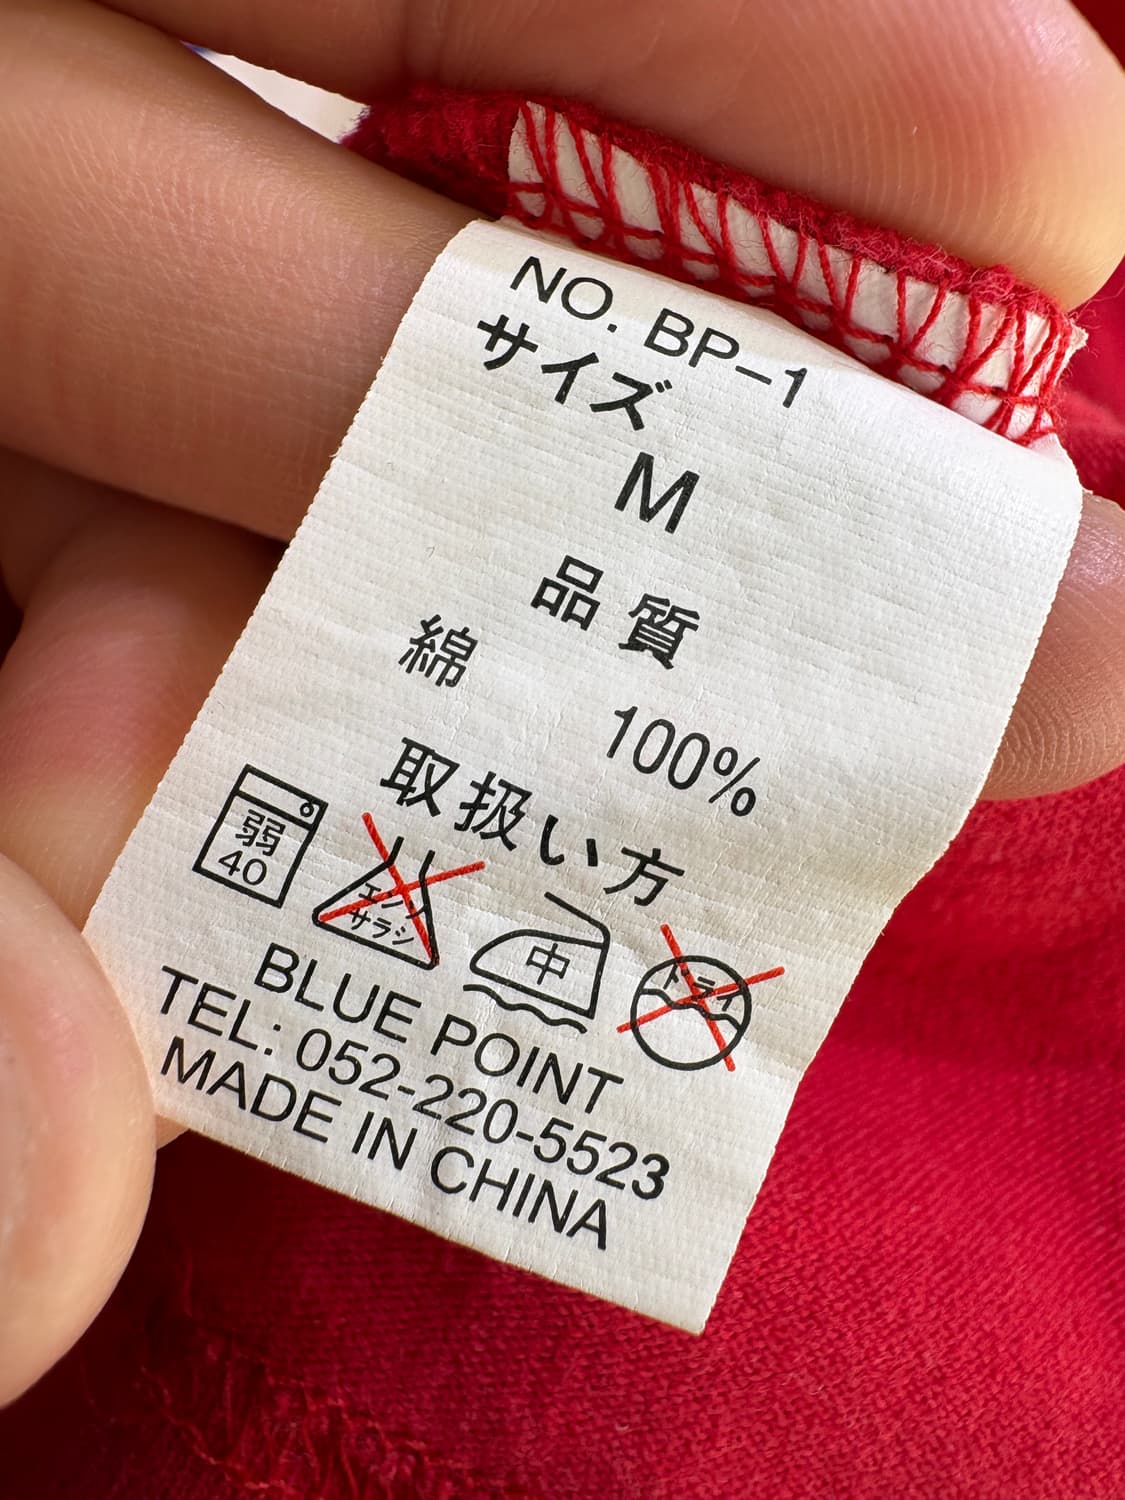 NO. BP-1
サイズ
M
品質
綿 100%
取扱い方
弱
40
エンソ
サラシ
中
ドライ
BLUE POINT
TEL: 052-220-5523
MADE IN CHINA